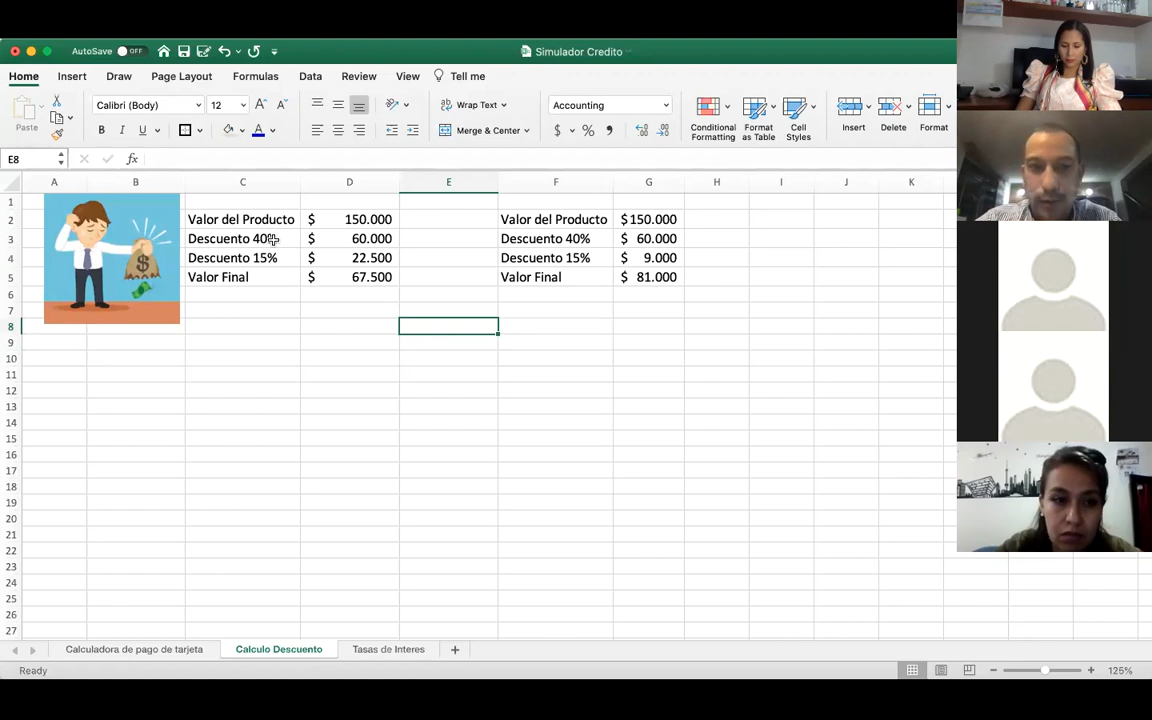 AutoSave OFF
Simulador Credito
Home Insert Draw Page Layout Formulas Data Review View Tell me
Paste
Calibri (Body) 12 A A
Wrap Text
Accounting
B I U A
Merge & Center
$ % 9
Conditional Formatting
Format as Table
Cell Styles
Insert
Delete
Format
E8 fx
A B C D E F G H I J K
1
2 Valor del Producto $ 150.000 Valor del Producto $ 150.000
3 Descuento 40% $ 60.000 Descuento 40% $ 60.000
4 Descuento 15% $ 22.500 Descuento 15% $ 9.000
5 Valor Final $ 67.500 Valor Final $ 81.000
6
7
8
9
10
11
12
13
14
15
16
17
18
19
20
21
22
23
24
25
26
27
$
Calculadora de pago de tarjeta Calculo Descuento Tasas de Interes +
Ready
125%